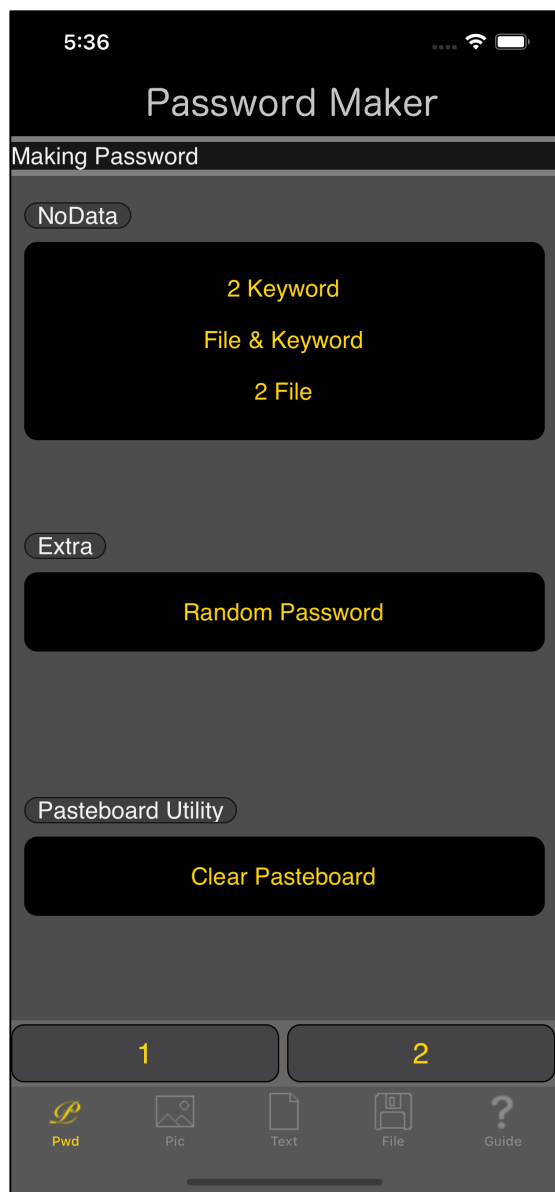 5:36
Password Maker
Making Password
NoData
2 Keyword
File & Keyword
2 File
Extra
Random Password
Pasteboard Utility
Clear Pasteboard
1 2
Pwd Pic Text File Guide